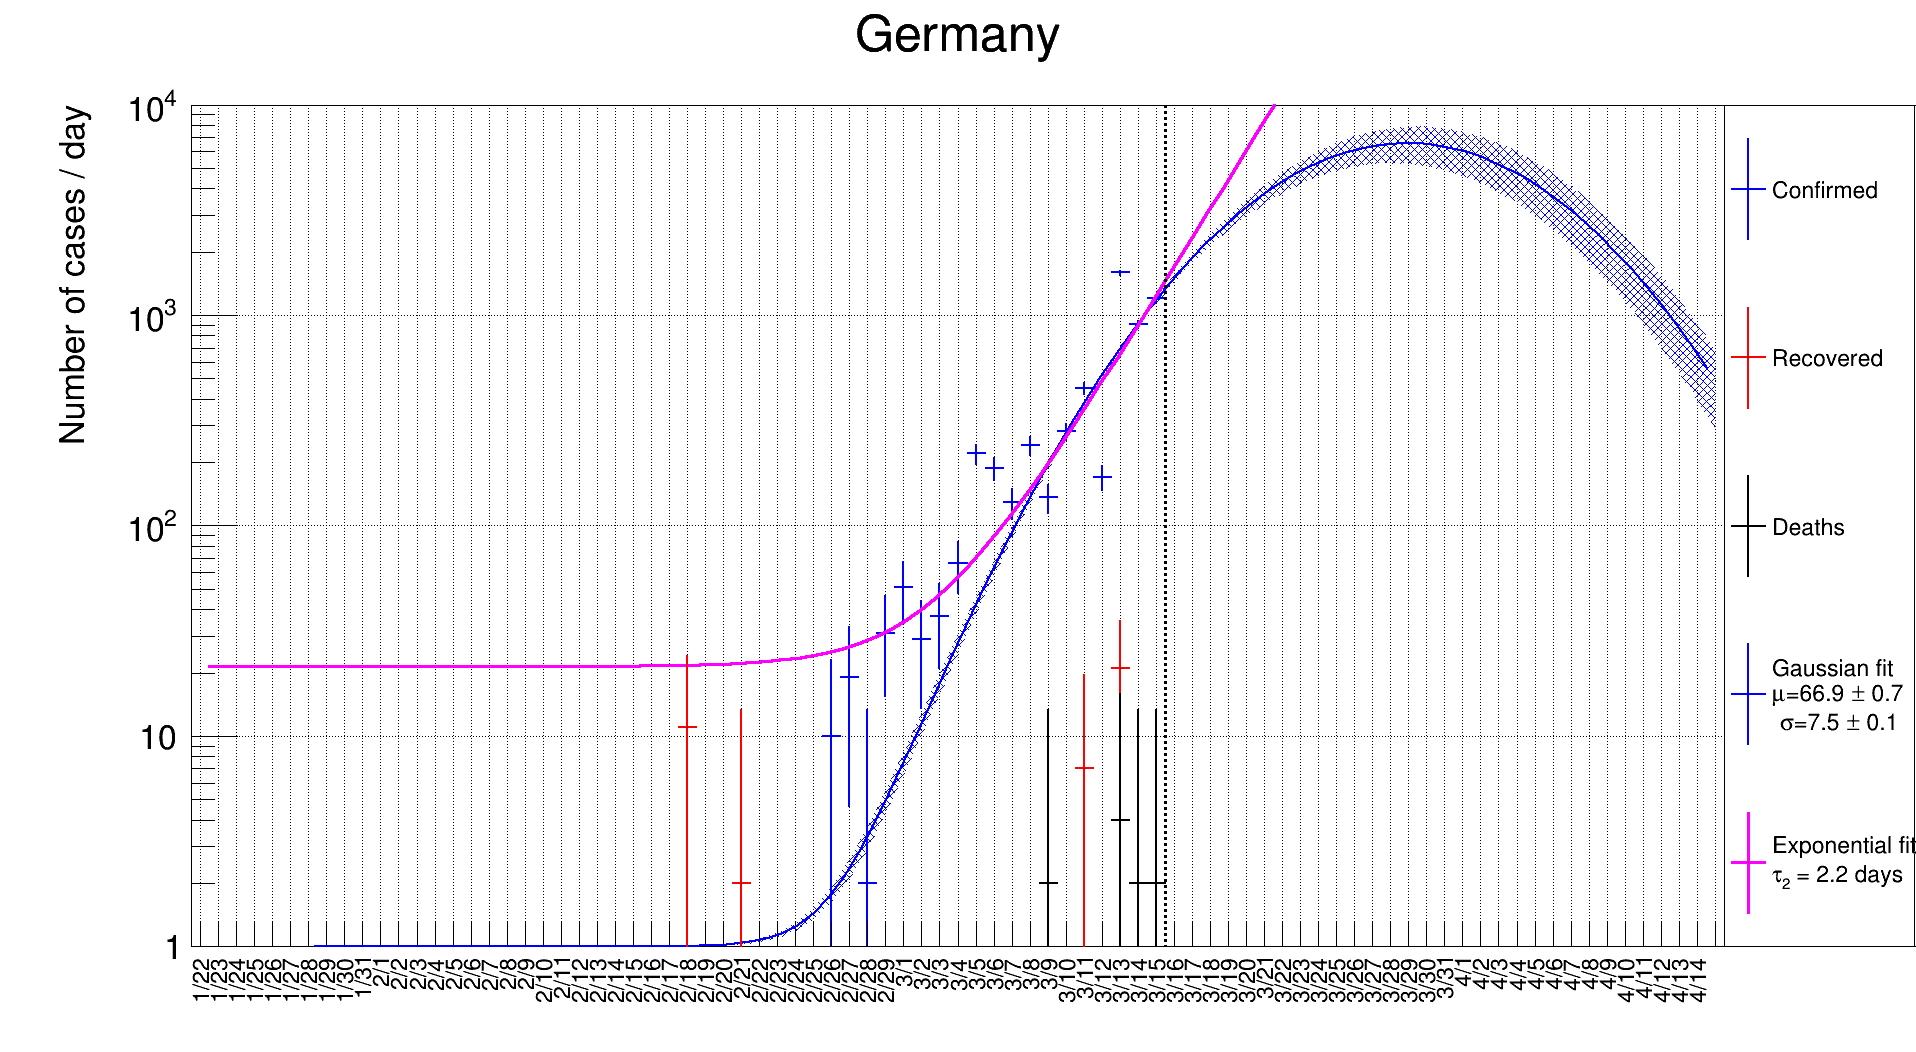 Germany
Number of cases / day
10⁴
10³
10²
10
1
1/22 1/23 1/24 1/25 1/26 1/27 1/28 1/29 1/30 1/31 2/1 2/2 2/3 2/4 2/5 2/6 2/7 2/8 2/9 2/10 2/11 2/12 2/13 2/14 2/15 2/16 2/17 2/18 2/19 2/20 2/21 2/22 2/23 2/24 2/25 2/26 2/27 2/28 2/29 3/1 3/2 3/3 3/4 3/5 3/6 3/7 3/8 3/9 3/10 3/11 3/12 3/13 3/14 3/15 3/16 3/17 3/18 3/19 3/20 3/21 3/22 3/23 3/24 3/25 3/26 3/27 3/28 3/29 3/30 3/31 4/1 4/2 4/3 4/4 4/5 4/6 4/7 4/8 4/9 4/10 4/11 4/12 4/13 4/14
Confirmed
Recovered
Deaths
Gaussian fit
μ=66.9 ± 0.7
σ=7.5 ± 0.1
Exponential fit
τ₂ = 2.2 days